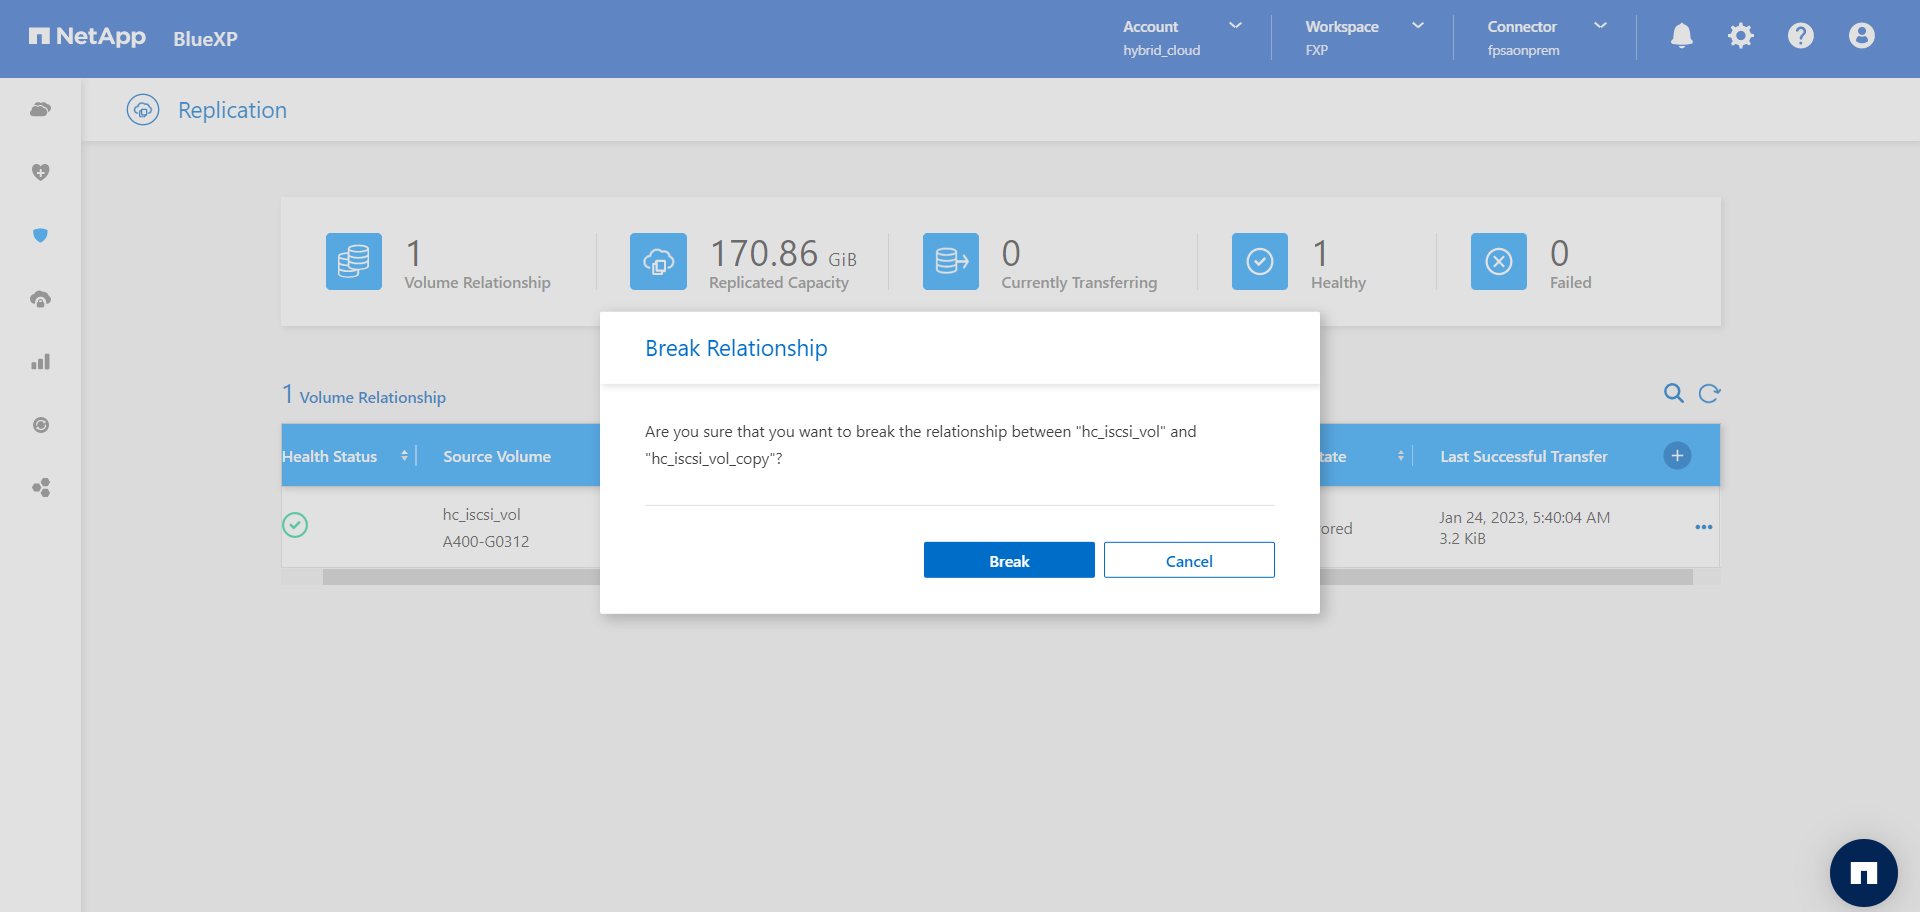 NetApp BlueXP
Account
hybrid_cloud
Workspace
FXP
Connector
fpsaonprem
Replication
1
Volume Relationship
170.86 GiB
Replicated Capacity
0
Currently Transferring
1
Healthy
0
Failed
Break Relationship
Are you sure that you want to break the relationship between "hc_iscsi_vol" and
"hc_iscsi_vol_copy"?
Break
Cancel
1 Volume Relationship
Health Status
Source Volume
tate
Last Successful Transfer
hc_iscsi_vol
A400-G0312
ored
Jan 24, 2023, 5:40:04 AM
3.2 KiB